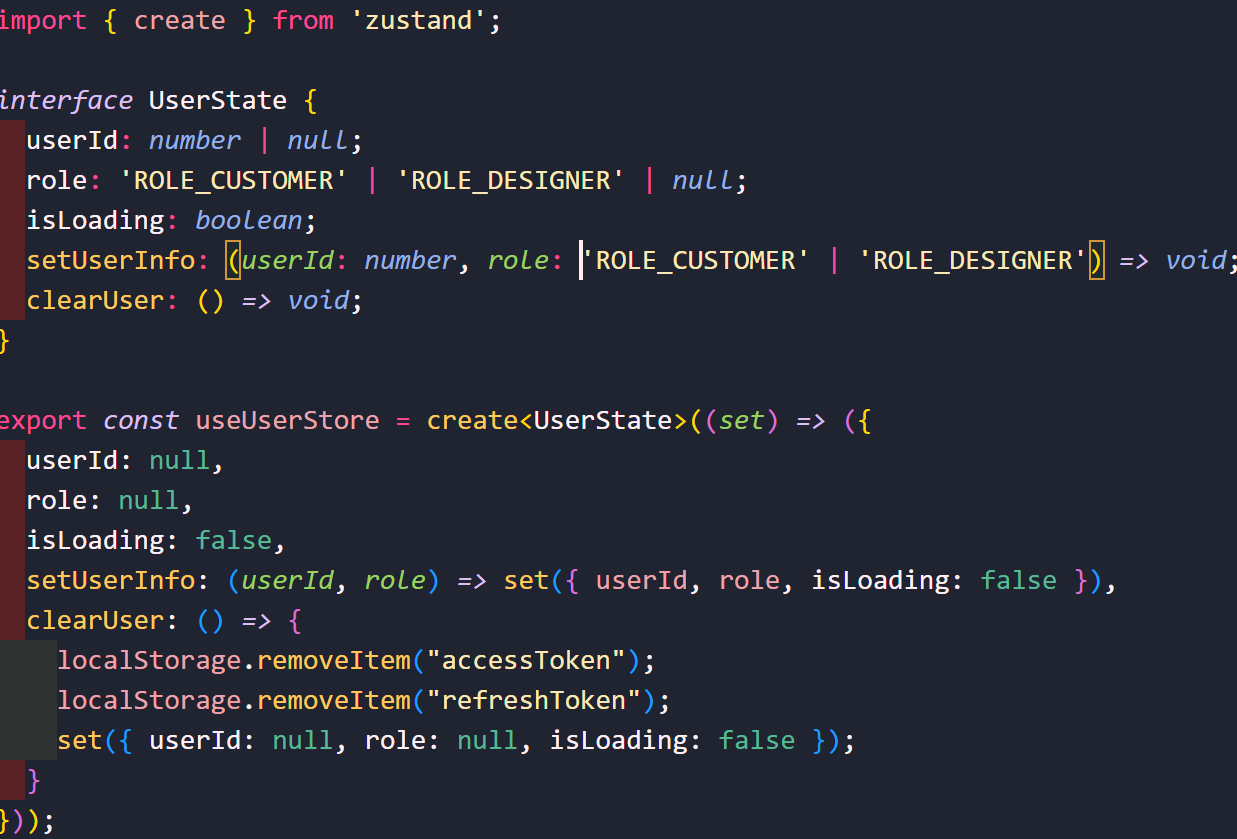 import { create } from 'zustand';
interface UserState {
userId: number | null;
role: 'ROLE_CUSTOMER' | 'ROLE_DESIGNER' | null;
isLoading: boolean;
setUserInfo: (userId: number, role: 'ROLE_CUSTOMER' | 'ROLE_DESIGNER') => void;
clearUser: () => void;
}
export const useUserStore = create<UserState>((set) => ({
userId: null,
role: null,
isLoading: false,
setUserInfo: (userId, role) => set({ userId, role, isLoading: false }),
clearUser: () => {
localStorage.removeItem("accessToken");
localStorage.removeItem("refreshToken");
set({ userId: null, role: null, isLoading: false });
}
}));